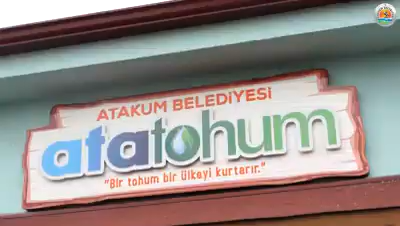 ATAKUM BELEDİYESİ
atatohum
"Bir tohum bir ülkeyi kurtarır."